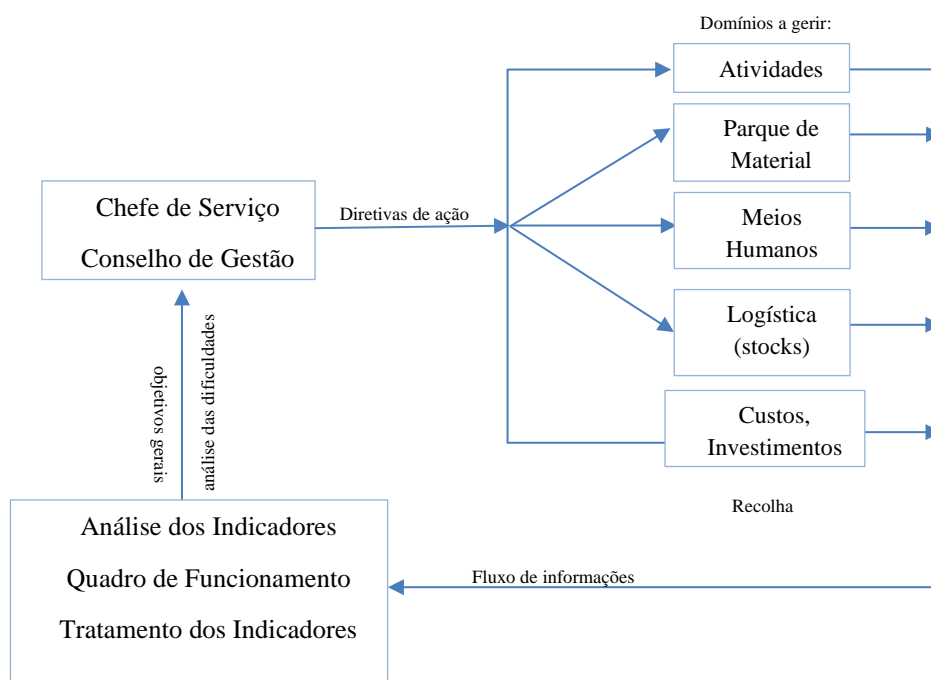 Domínios a gerir:
Atividades
Parque de
Material
Chefe de Serviço
Conselho de Gestão
Diretivas de ação
Meios
Humanos
Logística
(stocks)
Custos,
Investimentos
objetivos gerais
análise das dificuldades
Recolha
Análise dos Indicadores
Quadro de Funcionamento
Tratamento dos Indicadores
Fluxo de informações